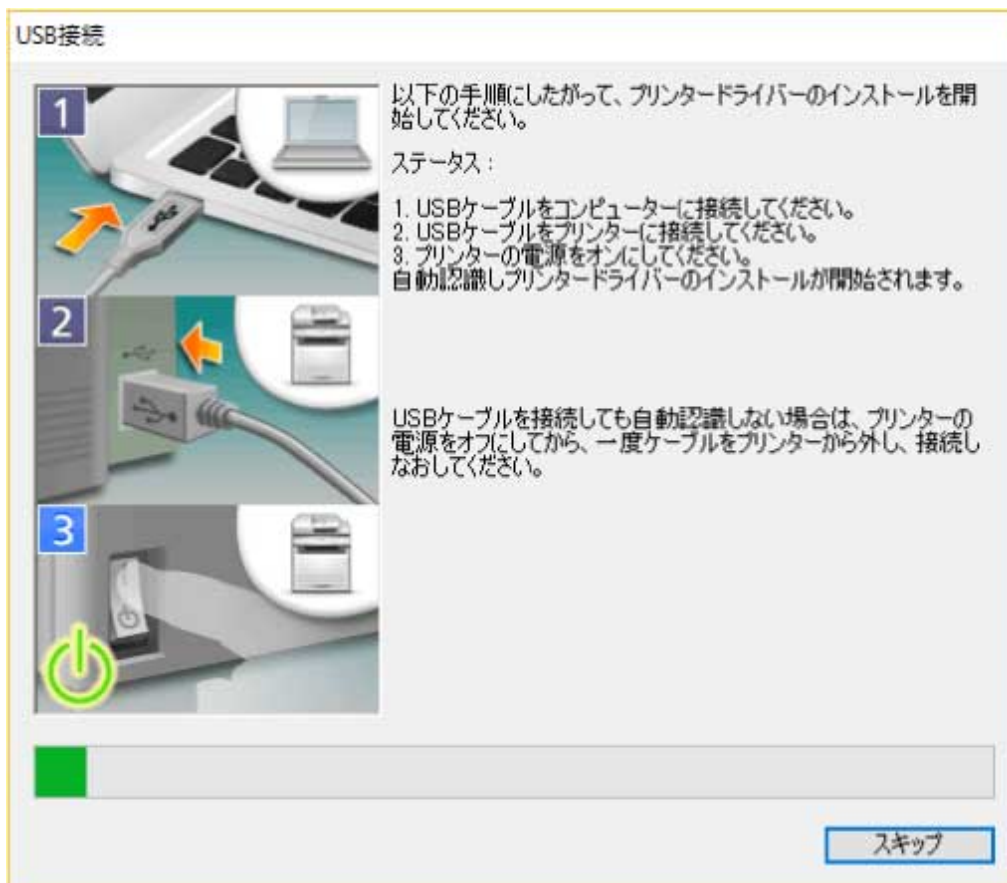 USB接続
1
以下の手順にしたがって、プリンタードライバーのインストールを開
始してください。
ステータス：
1. USBケーブルをコンピューターに接続してください。
2. USBケーブルをプリンターに接続してください。
3. プリンターの電源をオンにしてください。
自動認識しプリンタードライバーのインストールが開始されます。
2
USBケーブルを接続しても自動認識しない場合は、プリンターの
電源をオフにしてから、一度ケーブルをプリンターから外し、接続し
なおしてください。
3
スキップ